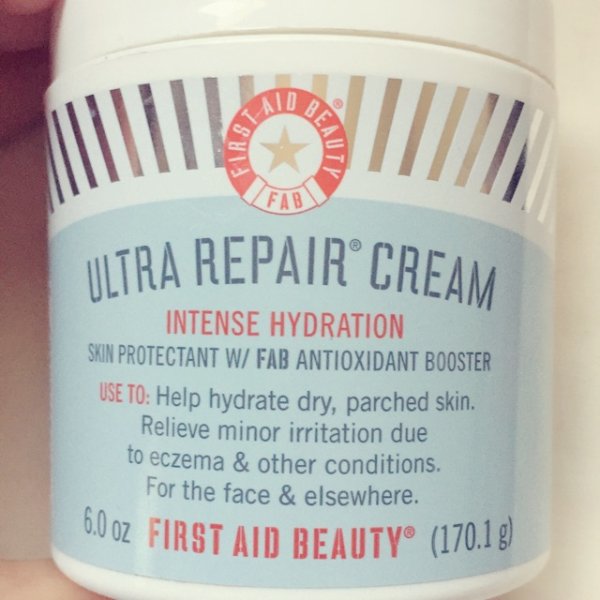 FIRST AID BEAUTY®
FAB
ULTRA REPAIR® CREAM
INTENSE HYDRATION
SKIN PROTECTANT W/ FAB ANTIOXIDANT BOOSTER
USE TO: Help hydrate dry, parched skin.
Relieve minor irritation due
to eczema & other conditions.
For the face & elsewhere.
6.0 oz FIRST AID BEAUTY® (170.1 g)